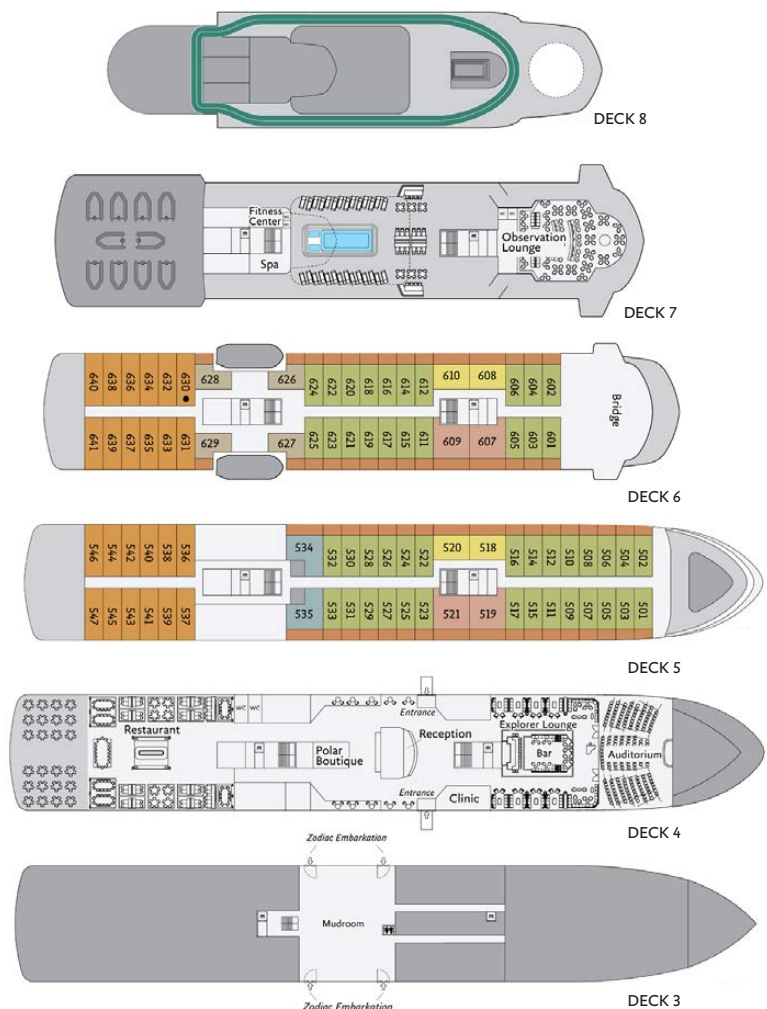 DECK 8
Fitness
Center
Spa
Observation
Lounge
DECK 7
640 638 636 634 632 630 628 626 624 622 620 618 616 614 612 610 608 606 604 602
Bridge
641 639 637 635 633 631 629 627 625 623 621 619 617 615 611 609 607 605 603 601
DECK 6
546 544 542 540 538 536 534 532 530 528 526 524 522 520 518 516 514 512 510 508 506 504 502
547 545 543 541 539 537 535 533 531 529 527 525 523 521 519 517 515 511 509 507 505 503 501
DECK 5
WC WC
Entrance
Restaurant
Explorer Lounge
Reception
Polar
Boutique
Bar
Auditorium
Entrance
Clinic
DECK 4
Zodiac Embarkation
Mudroom
Zodiac Embarkation
DECK 3